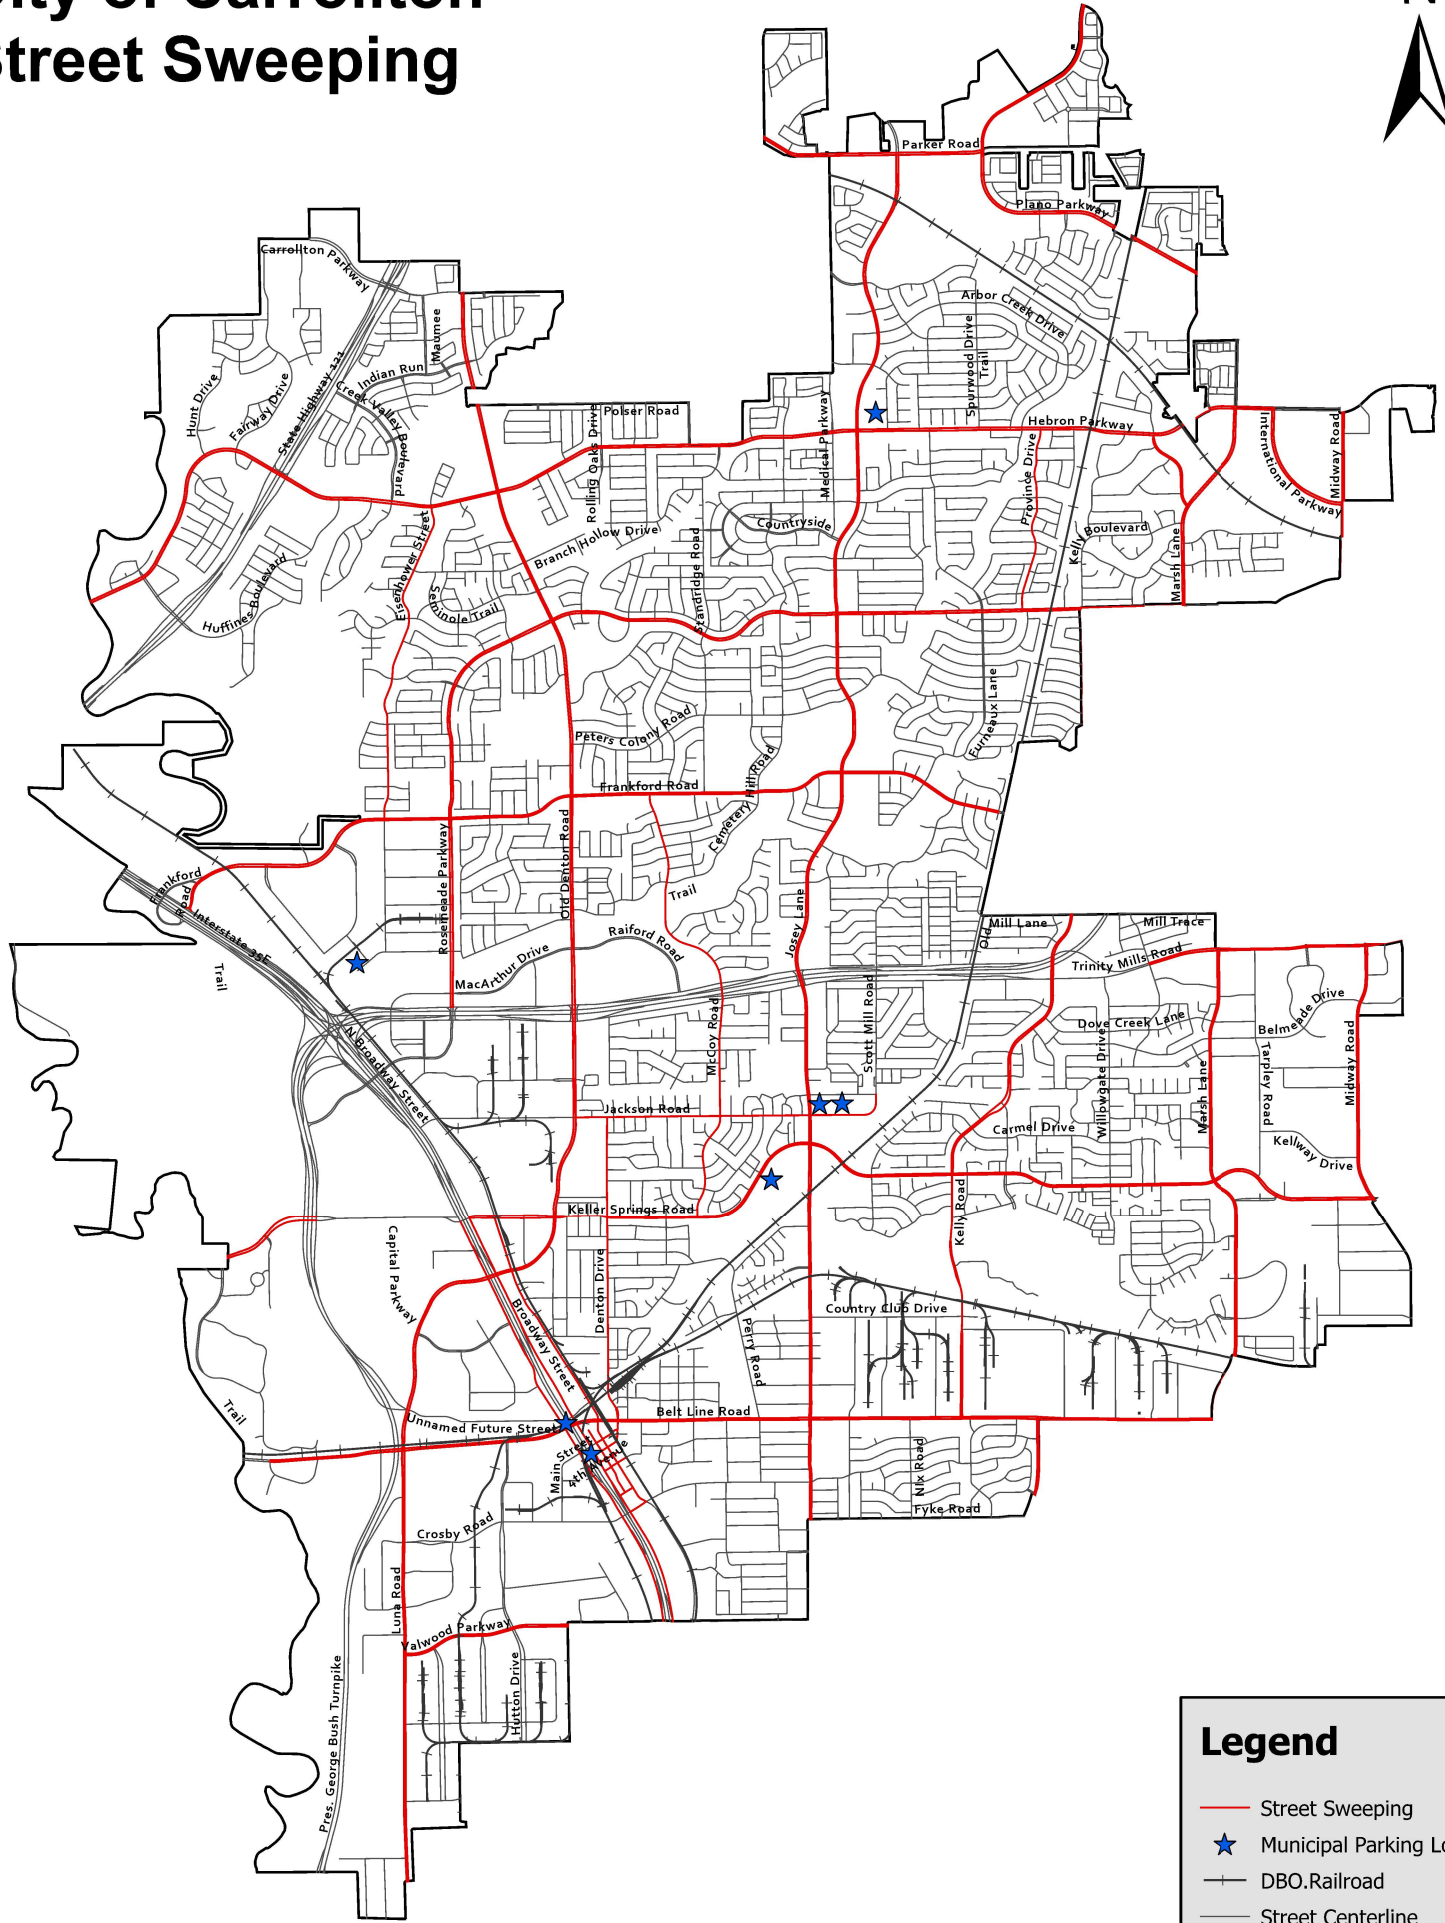 Street Sweeping
Parker Road
Plano Parkway
Carrollton Parkway
Arbor Creek Drive
Maumee
Spurwood Drive
Trail
State Highway 121
Indian Run
Creek Valley Boulevard
Hunt Drive
Fairway Drive
Polser Road
Rolling Oaks Drive
Medical Parkway
Hebron Parkway
International Parkway
Midway Road
Province Drive
Countryside
Branch Hollow Drive
Standridge Road
Kelly Boulevard
Marsh Lane
Eisenhower Street
Huffines Boulevard
Seminole Trail
Furneaux Lane
Peters Colony Road
Cemetery Hill Road
Frankford Road
Rosemeade Parkway
Old Denton Road
Frankford Road
Trail
Josey Lane
Old
Mill Lane
Mill Trace
Interstate 35E
Trail
Raiford Road
MacArthur Drive
Trinity Mills Road
Scott Mill Road
McCoy Road
Dove Creek Lane
Belmeade Drive
N Broadway Street
Willowgate Drive
Tarpley Road
Midway Road
Marsh Lane
Jackson Road
Carmel Drive
Kellway Drive
Keller Springs Road
Kelly Road
Capital Parkway
Denton Drive
Broadway Street
Country Club Drive
Perry Road
Trail
Unnamed Future Street
Belt Line Road
Main Street
4th Avenue
Nix Road
Fyke Road
Crosby Road
Luna Road
Valwood Parkway
Hutton Drive
Pres. George Bush Turnpike
Legend
Street Sweeping
Municipal Parking
DBO.Railroad
Street Centerline